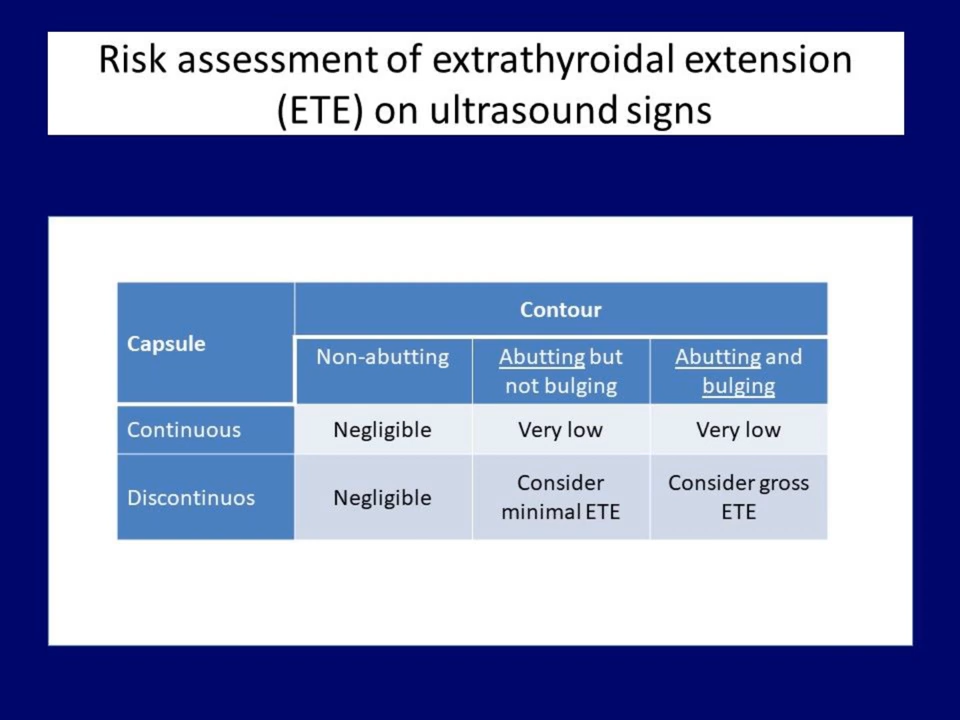 Risk assessment of extrathyroidal extension
(ETE) on ultrasound signs
Capsule
Contour
Non-abutting
Abutting but
not bulging
Abutting and
bulging
Continuous
Negligible
Very low
Very low
Discontinuos
Negligible
Consider
minimal ETE
Consider gross
ETE